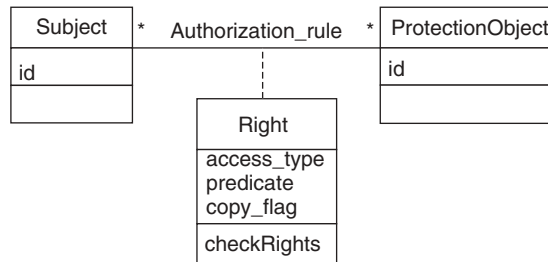 Subject
*
Authorization_rule
*
ProtectionObject
id
id
Right
access_type
predicate
copy_flag
checkRights